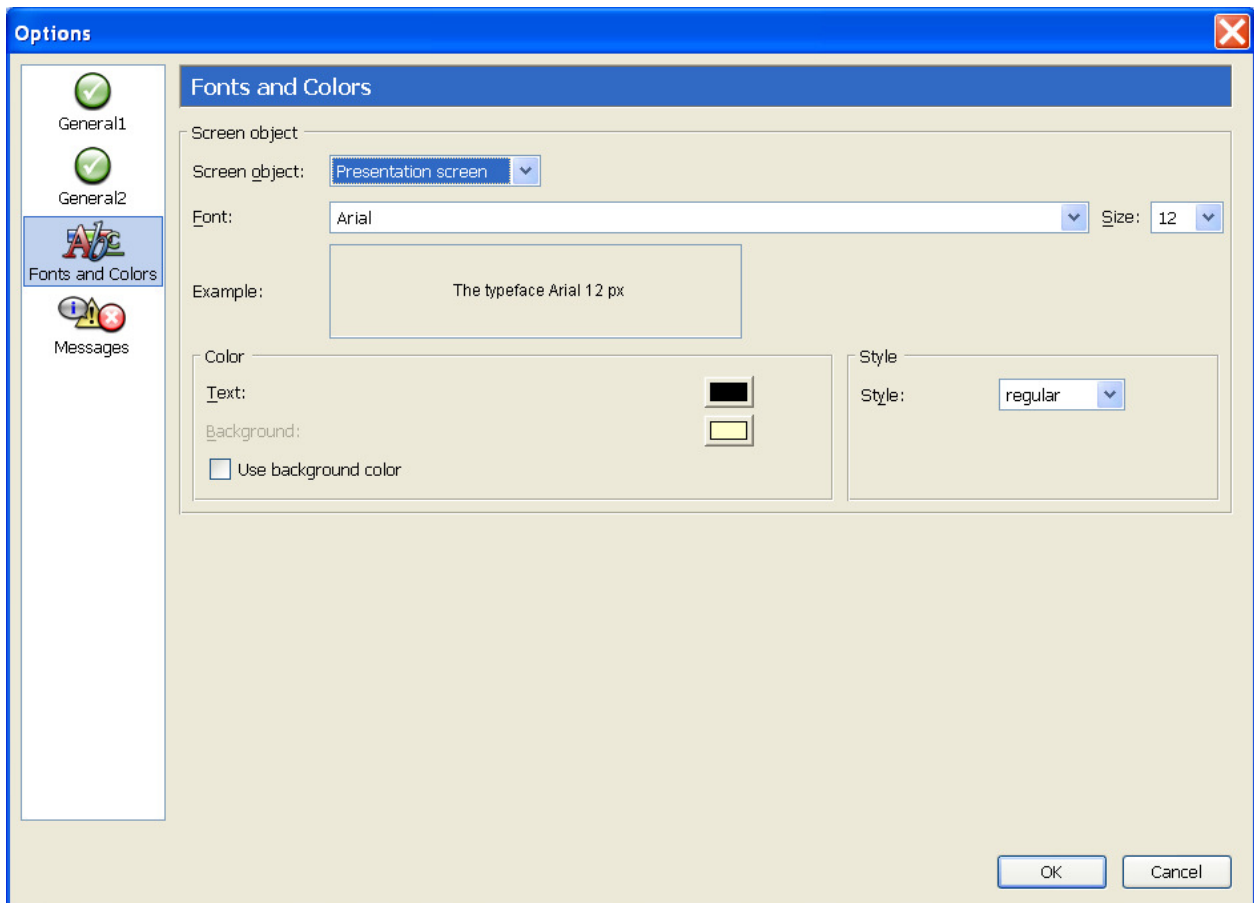 Options
General1
General2
Abc
Fonts and Colors
Messages
Fonts and Colors
Screen object
Screen object: Presentation screen
Font: Arial Size: 12
Example: The typeface Arial 12 px
Color
Text:
Background:
Use background color
Style
Style: regular
OK Cancel